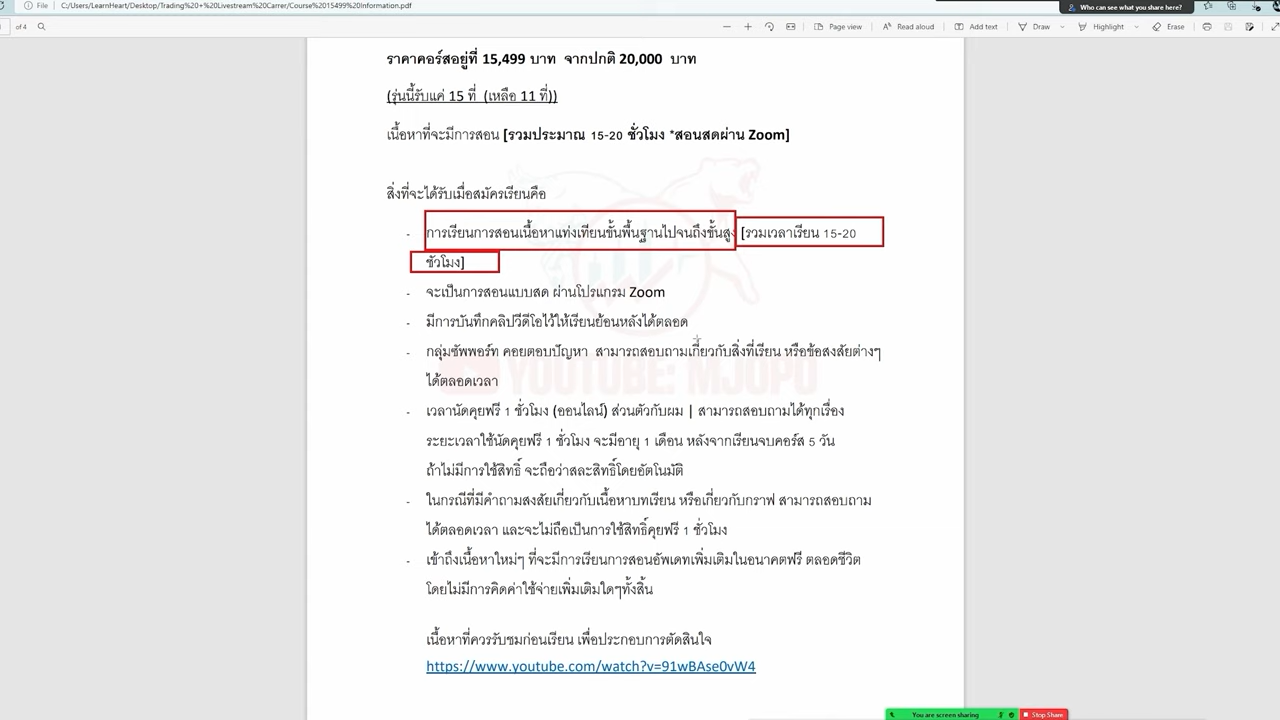 File
C:/Users/LearnHeart/Desktop/Trading%20+%20Livestream%20Carrer/Course%2015499%20Information.pdf
Who can see what you share here?
of 4
Page view
Read aloud
Add text
Draw
Highlight
Erase
ราคาคอร์สอยู่ที่ 15,499 บาท จากปกติ 20,000 บาท
(รุ่นนี้รับแค่ 15 ที่ (เหลือ 11 ที่))
เนื้อหาที่จะมีการสอน [รวมประมาณ 15-20 ชั่วโมง *สอนสดผ่าน Zoom]
สิ่งที่จะได้รับเมื่อสมัครเรียนคือ
- การเรียนการสอนเนื้อหาแท่งเทียนขั้นพื้นฐานไปจนถึงขั้นสูง [รวมเวลาเรียน 15-20
ชั่วโมง]
- จะเป็นการสอนแบบสด ผ่านโปรแกรม Zoom
- มีการบันทึกคลิปวีดีโอไว้ให้เรียนย้อนหลังได้ตลอด
- กลุ่มซัพพอร์ท คอยตอบปัญหา สามารถสอบถามเกี่ยวกับสิ่งที่เรียน หรือข้อสงสัยต่างๆ
ได้ตลอดเวลา
YOUTUBE: MJOPU
- เวลานัดคุยฟรี 1 ชั่วโมง (ออนไลน์) ส่วนตัวกับผม | สามารถสอบถามได้ทุกเรื่อง
ระยะเวลาใช้นัดคุยฟรี 1 ชั่วโมง จะมีอายุ 1 เดือน หลังจากเรียนจบคอร์ส 5 วัน
ถ้าไม่มีการใช้สิทธิ์ จะถือว่าสละสิทธิ์โดยอัตโนมัติ
- ในกรณีที่มีคำถามสงสัยเกี่ยวกับเนื้อหาบทเรียน หรือเกี่ยวกับกราฟ สามารถสอบถาม
ได้ตลอดเวลา และจะไม่ถือเป็นการใช้สิทธิ์คุยฟรี 1 ชั่วโมง
- เข้าถึงเนื้อหาใหม่ๆ ที่จะมีการเรียนการสอนอัพเดทเพิ่มเติมในอนาคตฟรี ตลอดชีวิต
โดยไม่มีการคิดค่าใช้จ่ายเพิ่มเติมใดๆทั้งสิ้น
เนื้อหาที่ควรรับชมก่อนเรียน เพื่อประกอบการตัดสินใจ
https://www.youtube.com/watch?v=91wBAse0vW4
You are screen sharing
Stop Share